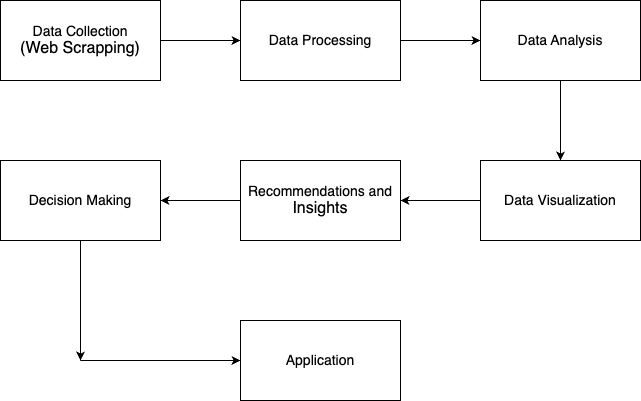 Data Collection
(Web Scrapping)
Data Processing
Data Analysis
Decision Making
Recommendations and
Insights
Data Visualization
Application